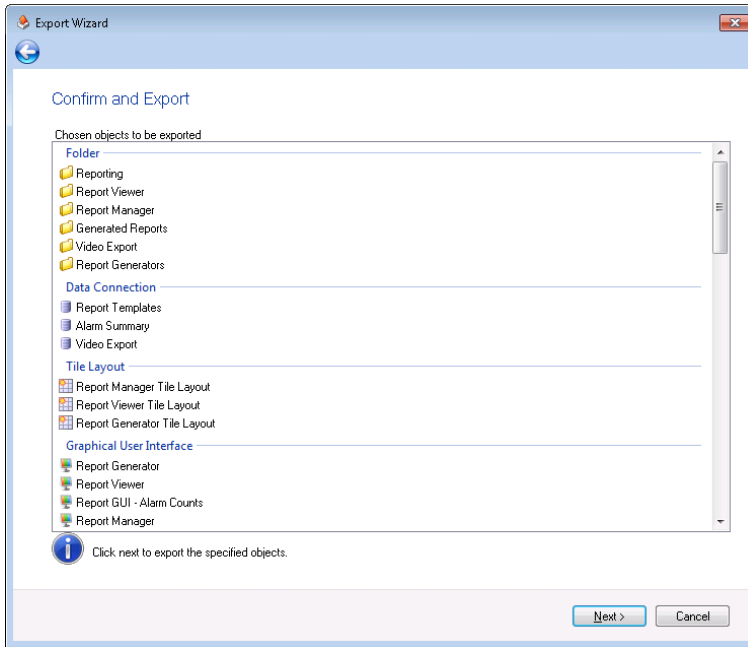 Export Wizard
Confirm and Export
Chosen objects to be exported
Folder
Reporting
Report Viewer
Report Manager
Generated Reports
Video Export
Report Generators
Data Connection
Report Templates
Alarm Summary
Video Export
Tile Layout
Report Manager Tile Layout
Report Viewer Tile Layout
Report Generator Tile Layout
Graphical User Interface
Report Generator
Report Viewer
Report GUI - Alarm Counts
Report Manager
Click next to export the specified objects.
Next > Cancel